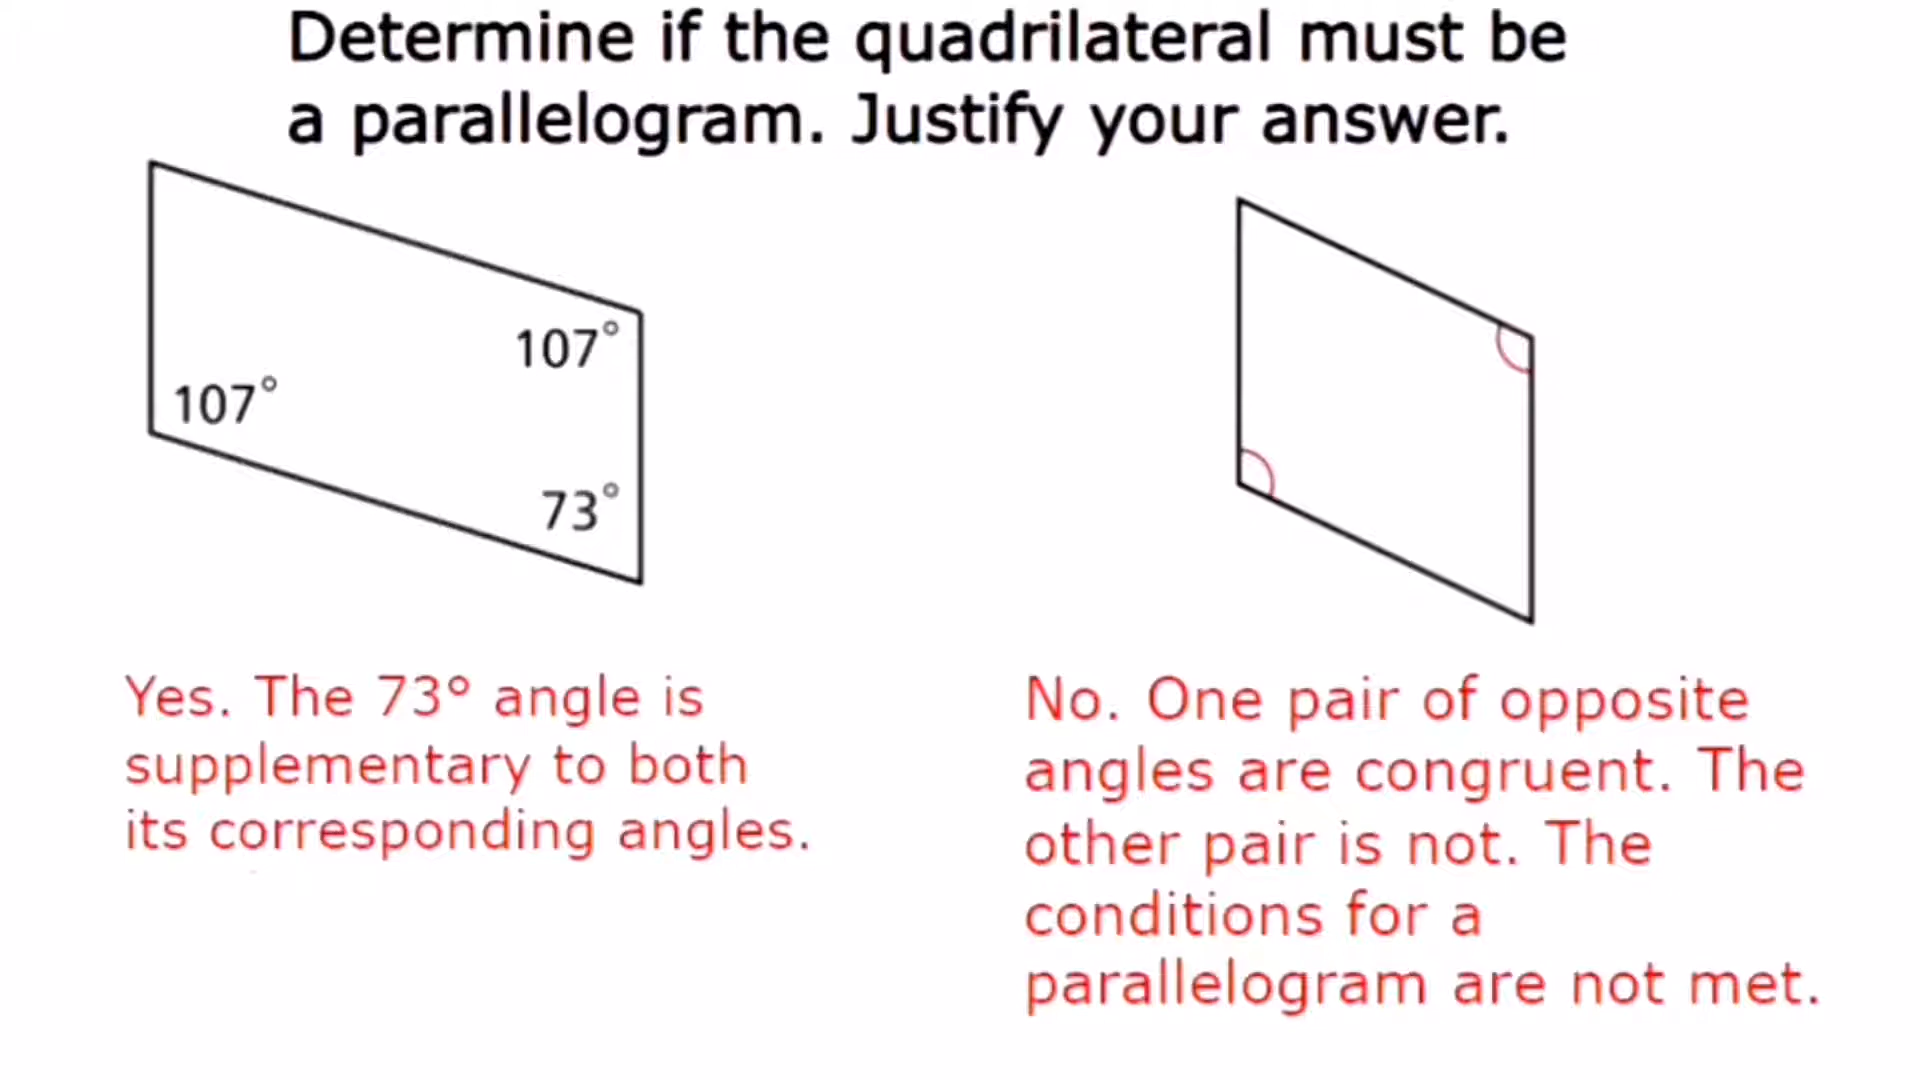 Determine if the quadrilateral must be
a parallelogram. Justify your answer.
107°
107°
73°
Yes. The 73° angle is
supplementary to both
its corresponding angles.
No. One pair of opposite
angles are congruent. The
other pair is not. The
conditions for a
parallelogram are not met.